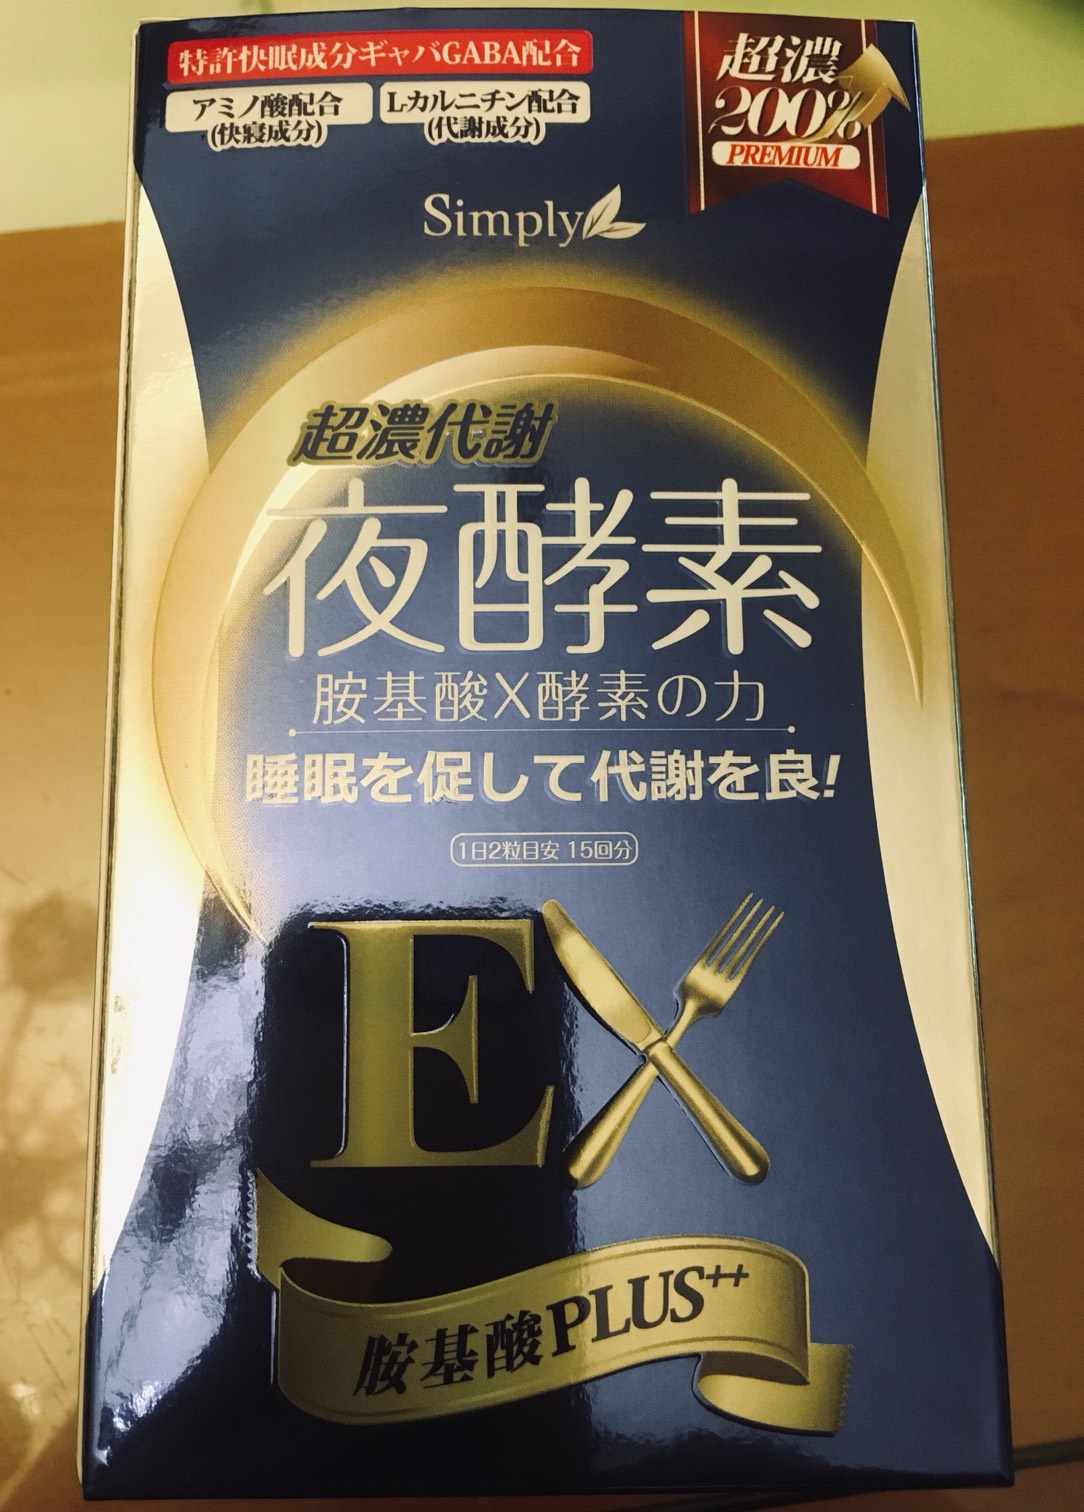 特許快眠成分ギャバGABA配合
アミノ酸配合
(快寢成分)
L-カルニチン配合
(代謝成分)
超濃
200%
PREMIUM
Simply
超濃代謝
夜酵素
胺基酸X酵素の力
睡眠を促して代謝を良!
1日2粒目安 15回分
EX
胺基酸PLUS++